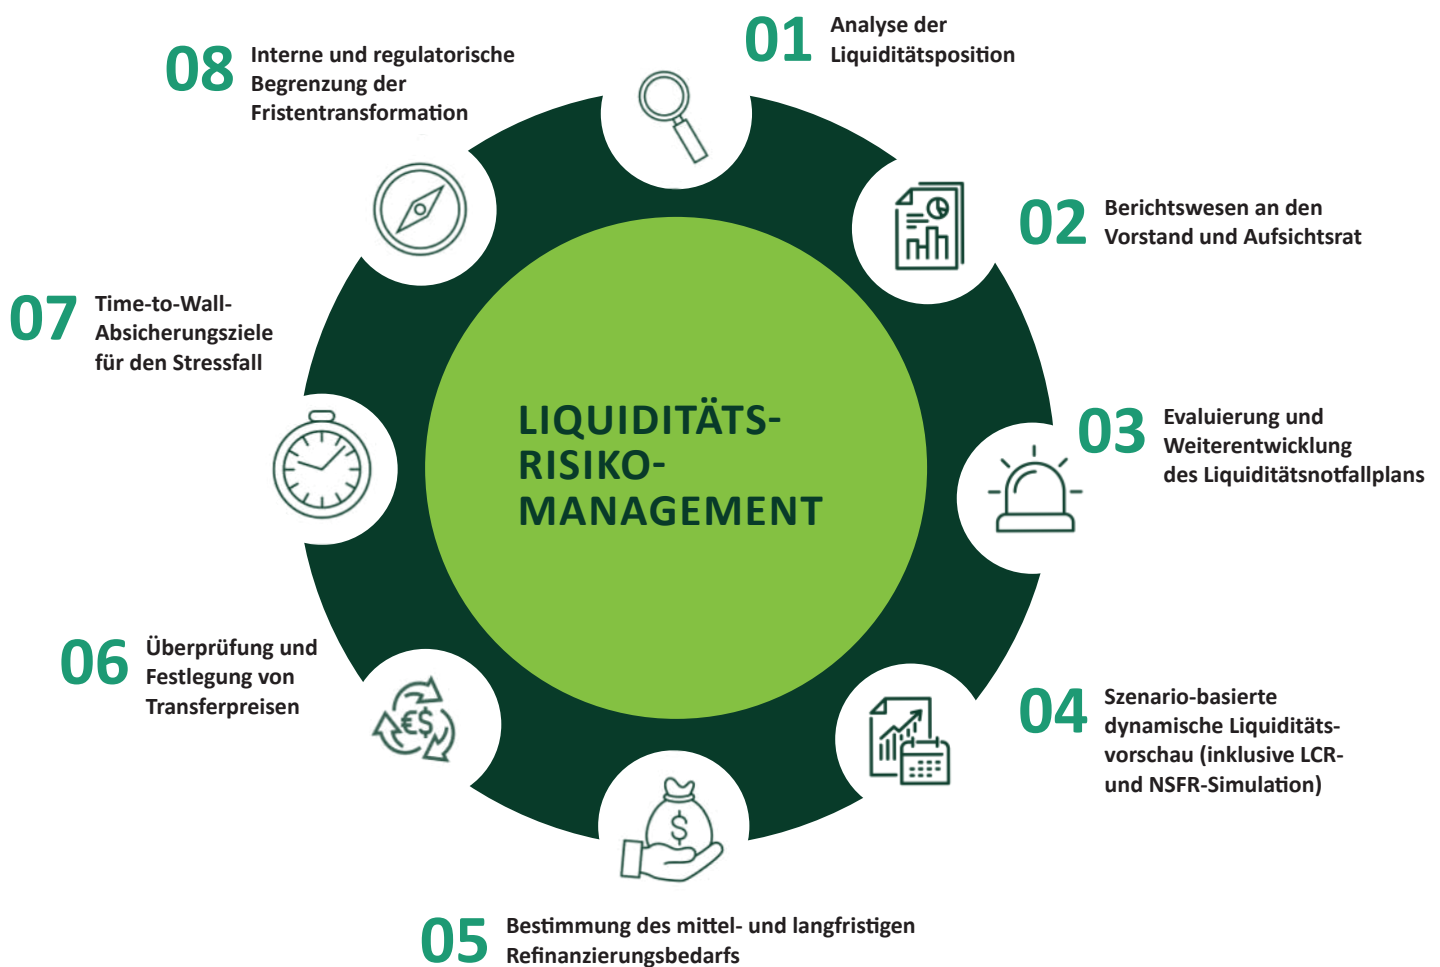 01
Analyse der
Liquiditätsposition
02
Berichtswesen an den
Vorstand und Aufsichtsrat
03
Evaluierung und
Weiterentwicklung
des Liquiditätsnotfallplans
04
Szenario-basierte
dynamische Liquiditäts-
vorschau (inklusive LCR-
und NSFR-Simulation)
05
Bestimmung des mittel- und langfristigen
Refinanzierungsbedarfs
06
Überprüfung und
Festlegung von
Transferpreisen
07
Time-to-Wall-
Absicherungsziele
für den Stressfall
08
Interne und regulatorische
Begrenzung der
Fristentransformation
LIQUIDITÄTS-
RISIKO-
MANAGEMENT
€$
$